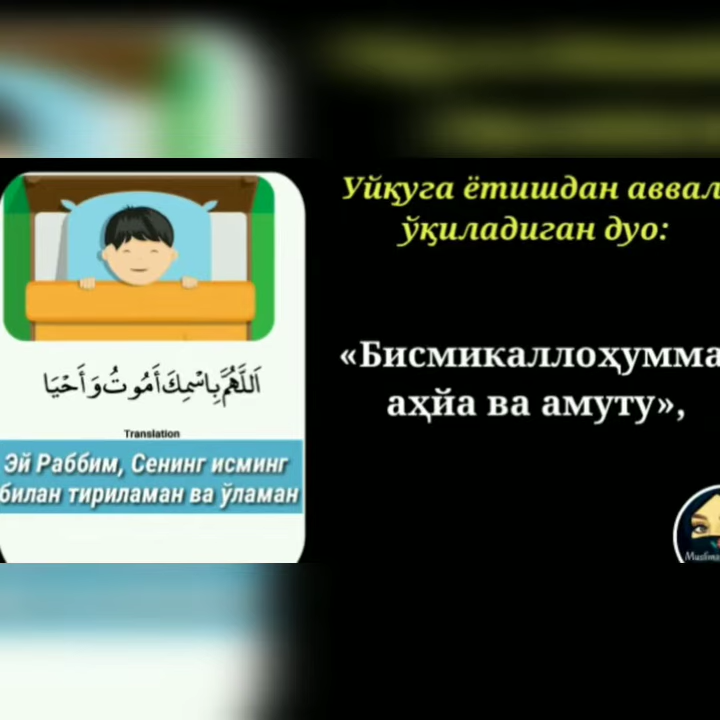 Уйқуга ётишдан аввал
ўқиладиган дуо:
«Бисмикаллоҳумма
аҳйа ва амуту»,
اَللَّهُمَّ بِاسْمِكَ أَمُوتُ وَ أَحْيَا
Translation
Эй Раббим, Сенинг исминг
билан тириламан ва ўламан